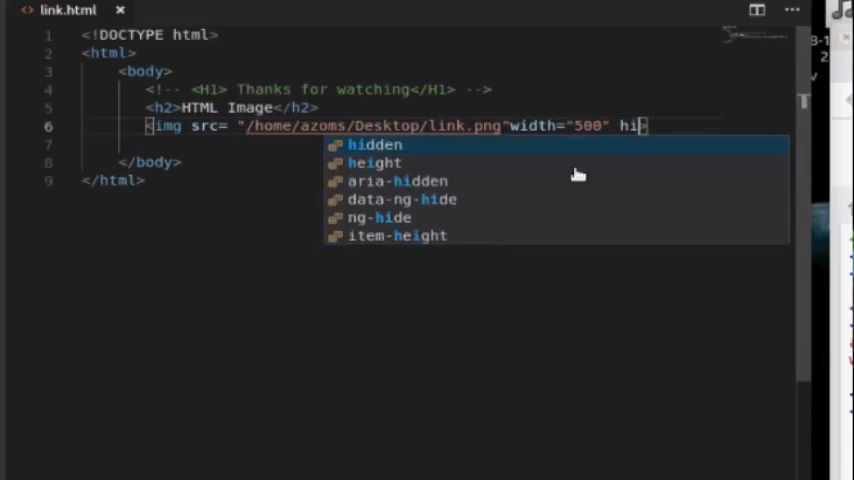 link.html
1 <!DOCTYPE html>
2 <html>
3 <body>
4 <!-- <H1> Thanks for watching</H1> -->
5 <h2>HTML Image</h2>
6 <img src= "/home/azoms/Desktop/link.png"width="500" hi>
7
8 </body>
9 </html>
hidden
height
aria-hidden
data-ng-hide
ng-hide
item-height